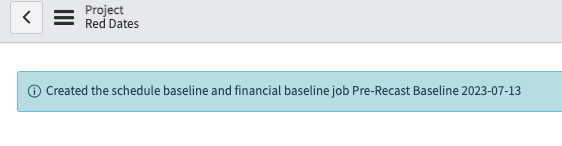 Project
Red Dates
Created the schedule baseline and financial baseline job Pre-Recast Baseline 2023-07-13